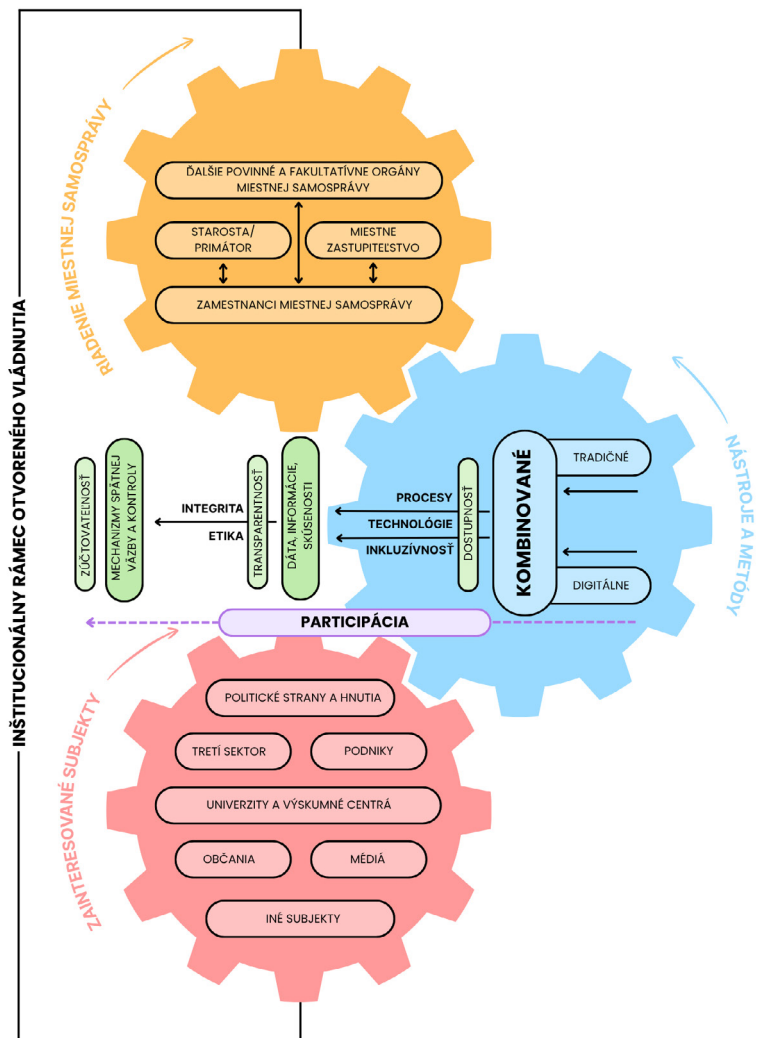 INŠTITUCIONÁLNY RÁMEC OTVORENÉHO VLÁDNUTIA
RIADENIE MIESTNEJ SAMOSPRÁVY
ĎALŠIE POVINNÉ A FAKULTATÍVNE ORGÁNY
MIESTNEJ SAMOSPRÁVY
STAROSTA/
PRIMÁTOR
MIESTNE
ZASTUPITEĽSTVO
ZAMESTNANCI MIESTNEJ SAMOSPRÁVY
NÁSTROJE A METÓDY
TRADIČNÉ
KOMBINOVANÉ
DIGITÁLNE
DOSTUPNOSŤ
PROCESY
TECHNOLÓGIE
INKLUZÍVNOSŤ
DÁTA, INFORMÁCIE,
SKÚSENOSTI
TRANSPARENTNOSŤ
INTEGRITA
ETIKA
MECHANIZMY SPÄTNEJ
VÄZBY A KONTROLY
ZÚČTOVATEĽNOSŤ
PARTICIPÁCIA
ZAINTERESOVANÉ SUBJEKTY
POLITICKÉ STRANY A HNUTIA
TRETÍ SEKTOR
PODNIKY
UNIVERZITY A VÝSKUMNÉ CENTRÁ
OBČANIA
MÉDIÁ
INÉ SUBJEKTY